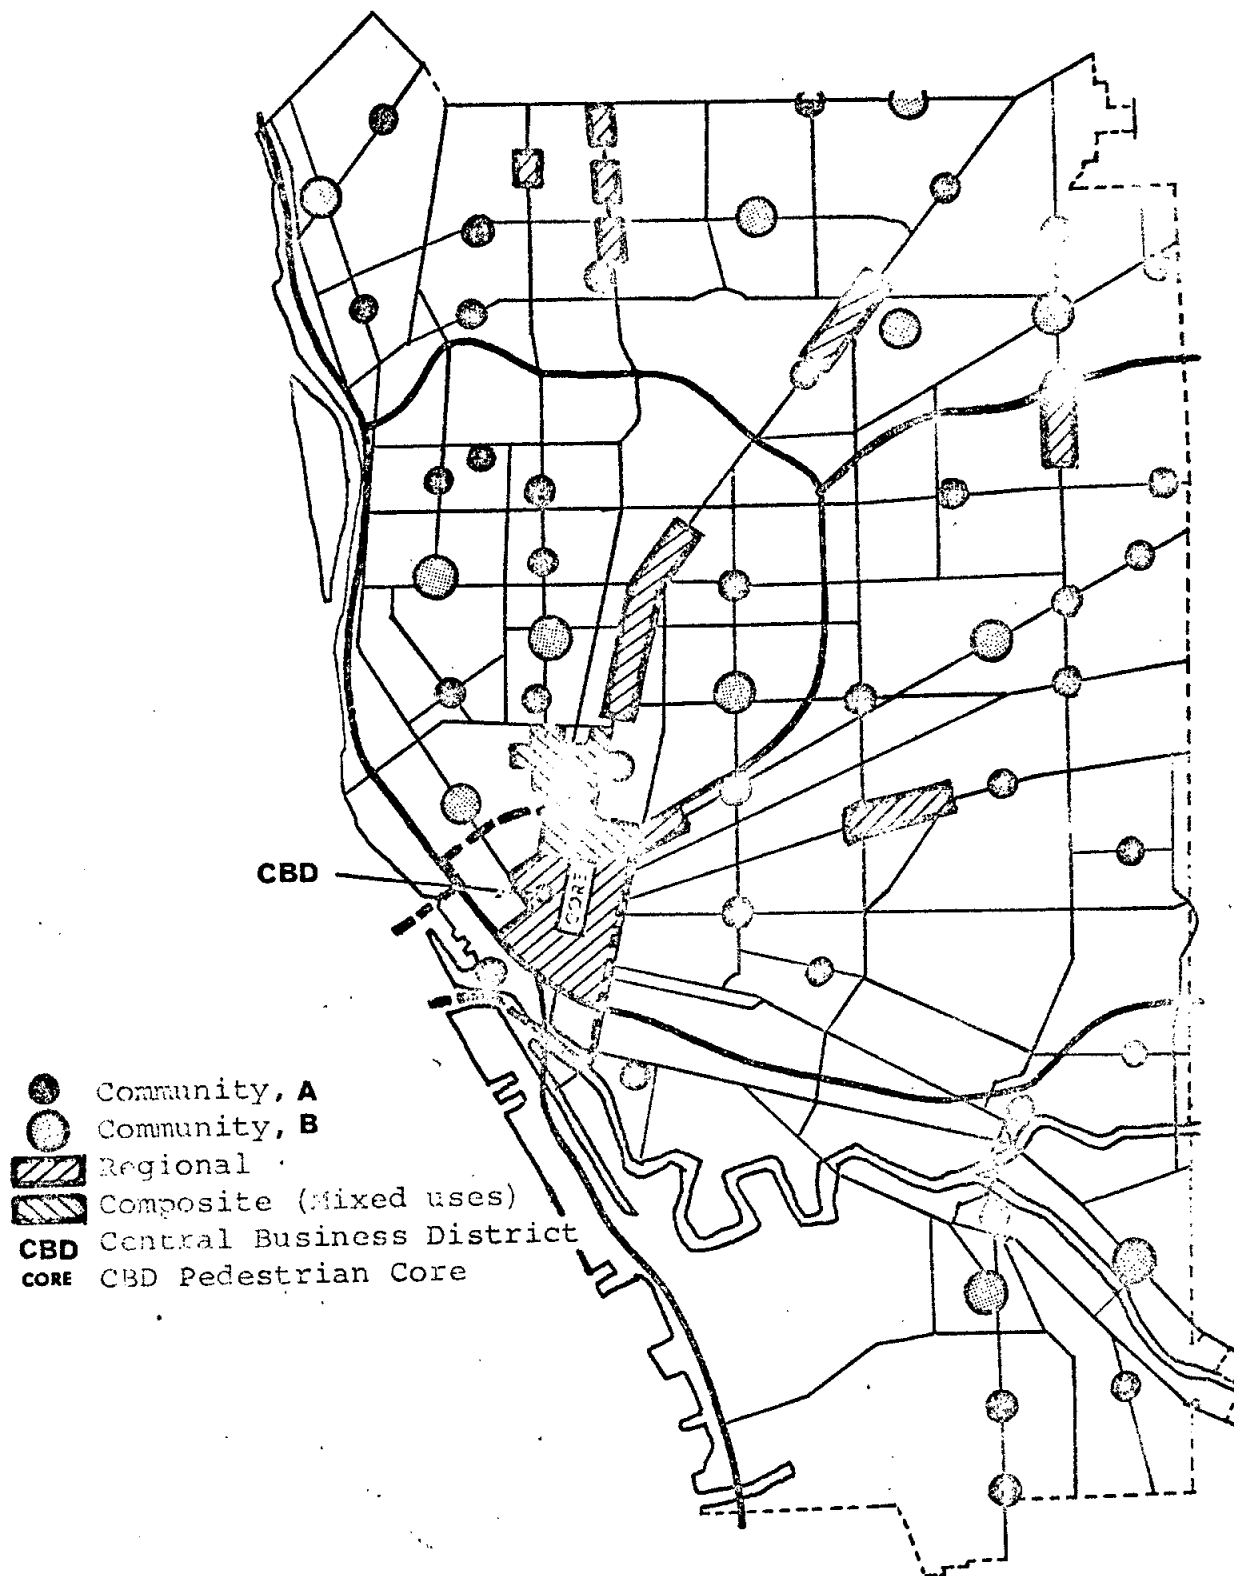 CBD
CORE
Community, A
Community, B
Regional
Composite (Mixed uses)
CBD Central Business District
CORE CBD Pedestrian Core